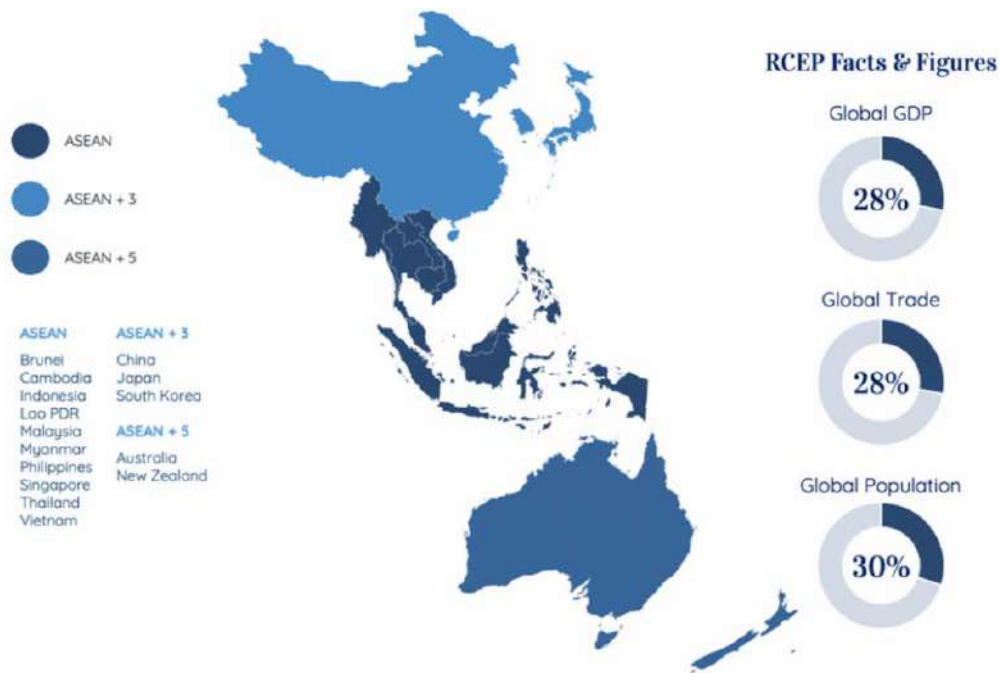 RCEP Facts & Figures
ASEAN
ASEAN + 3
ASEAN + 5
ASEAN
Brunei
Cambodia
Indonesia
Lao PDR
Malaysia
Myanmar
Philippines
Singapore
Thailand
Vietnam
ASEAN + 3
China
Japan
South Korea
ASEAN + 5
Australia
New Zealand
Global GDP
28%
Global Trade
28%
Global Population
30%